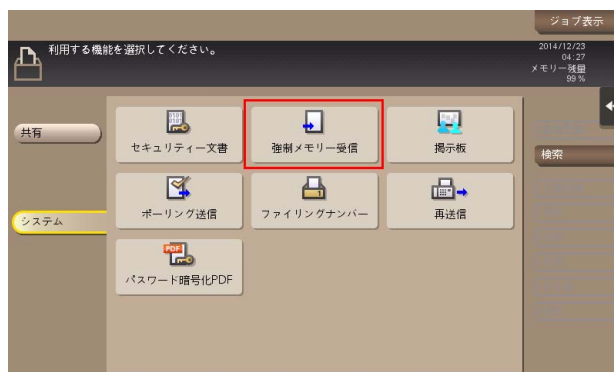 ジョブ表示
利用する機能を選択してください。
2014/12/23
04:27
メモリー残量
99 %
共有
システム
セキュリティー文書
強制メモリー受信
掲示板
ポーリング送信
ファイリングナンバー
再送信
パスワード暗号化PDF
検索